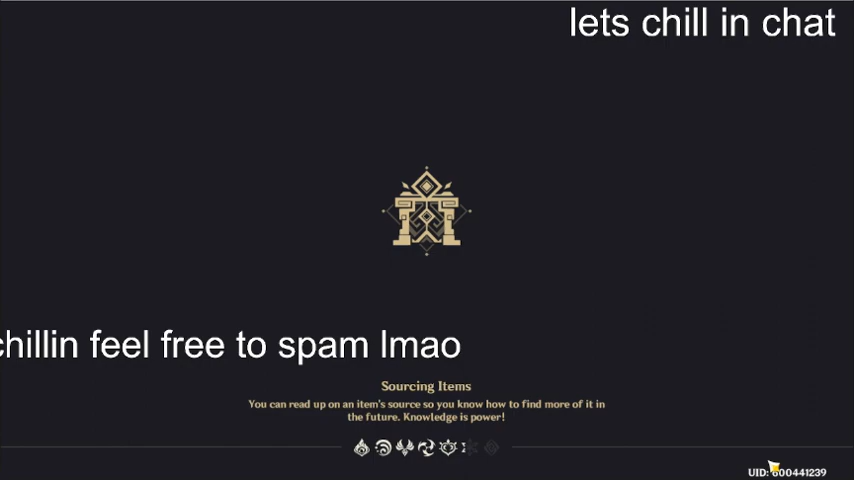 lets chill in chat
chillin feel free to spam lmao
Sourcing Items
You can read up on an item's source so you know how to find more of it in
the future. Knowledge is power!
UID: 600441239